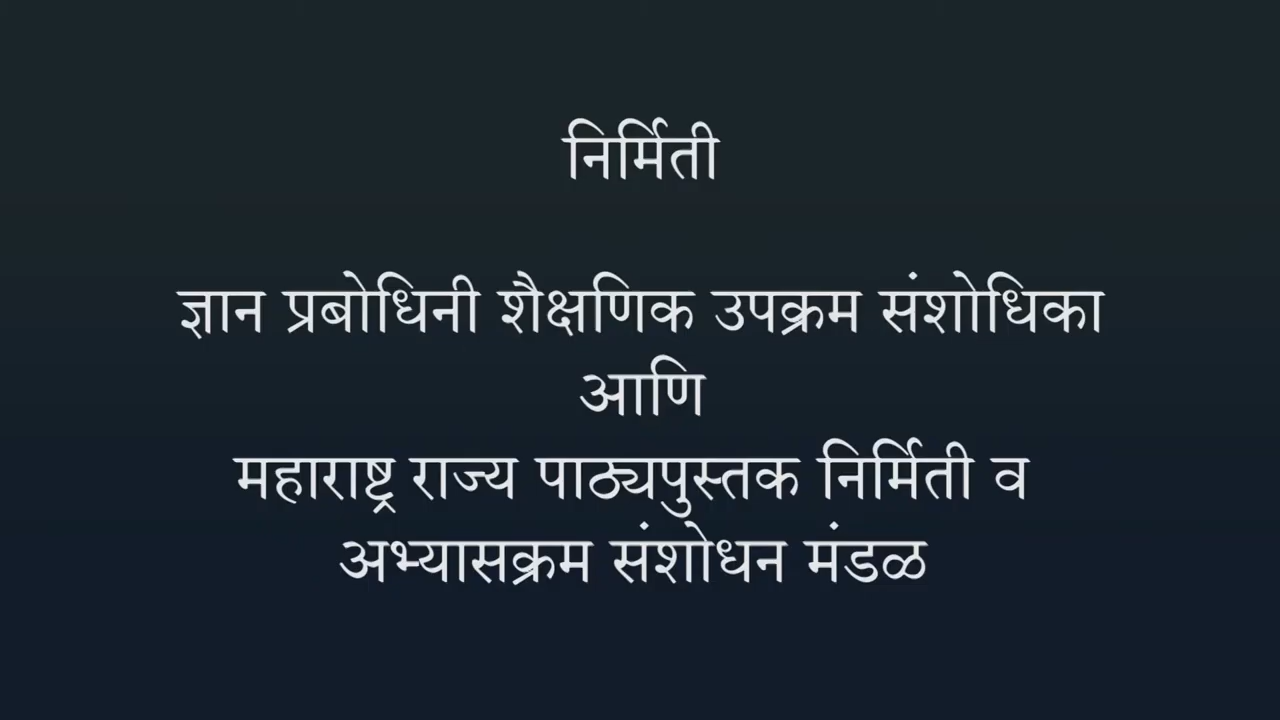 निर्मिती
ज्ञान प्रबोधिनी शैक्षणिक उपक्रम संशोधिका
आणि
महाराष्ट्र राज्य पाठ्यपुस्तक निर्मिती व
अभ्यासक्रम संशोधन मंडळ